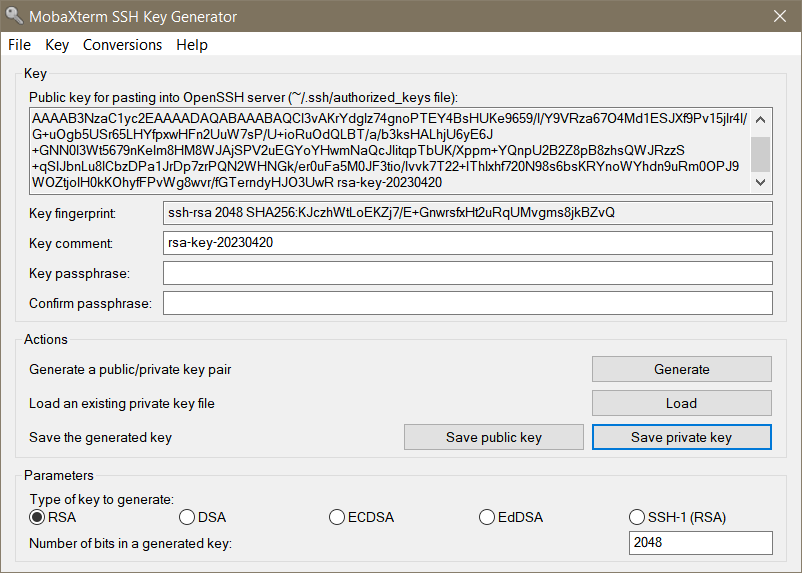 MobaXterm SSH Key Generator
File Key Conversions Help
Key
Public key for pasting into OpenSSH server (~/.ssh/authorized_keys file):
AAAAB3NzaC1yc2EAAAADAQABAAABAQCl3vAKrYdglz74gnoPTEY4BsHUKe9659/l/Y9VRza67O4Md1ESJXf9Pv15jlr4l/
G+uOgb5USr65LHYfpxwHFn2UuW7sP/U+ioRuOdQLBT/a/b3ksHALhjU6yE6J
+GNN0l3Wt5679nKelm8HM8WJAjSPV2uEGYoYHwmNaQcJlitqpTbUK/Xppm+YQnpU2B2Z8pB8zhsQWJRzzS
+qSIJbnLu8lCbzDPa1JrDp7zrPQN2WHNGk/er0uFa5M0JF3tio/Ivvk7T22+IThlxhf720N98s6bsKRYnoWYhdn9uRm0OPJ9
WOZtjolH0kKOhyfFPvWg8wvr/fGTerndyHJO3UwR rsa-key-20230420
Key fingerprint: ssh-rsa 2048 SHA256:KJczhWtLoEKZj7/E+GnwrsfxHt2uRqUMvgms8jkBZvQ
Key comment: rsa-key-20230420
Key passphrase:
Confirm passphrase:
Actions
Generate a public/private key pair Generate
Load an existing private key file Load
Save the generated key Save public key Save private key
Parameters
Type of key to generate:
RSA DSA ECDSA EdDSA SSH-1 (RSA)
Number of bits in a generated key: 2048